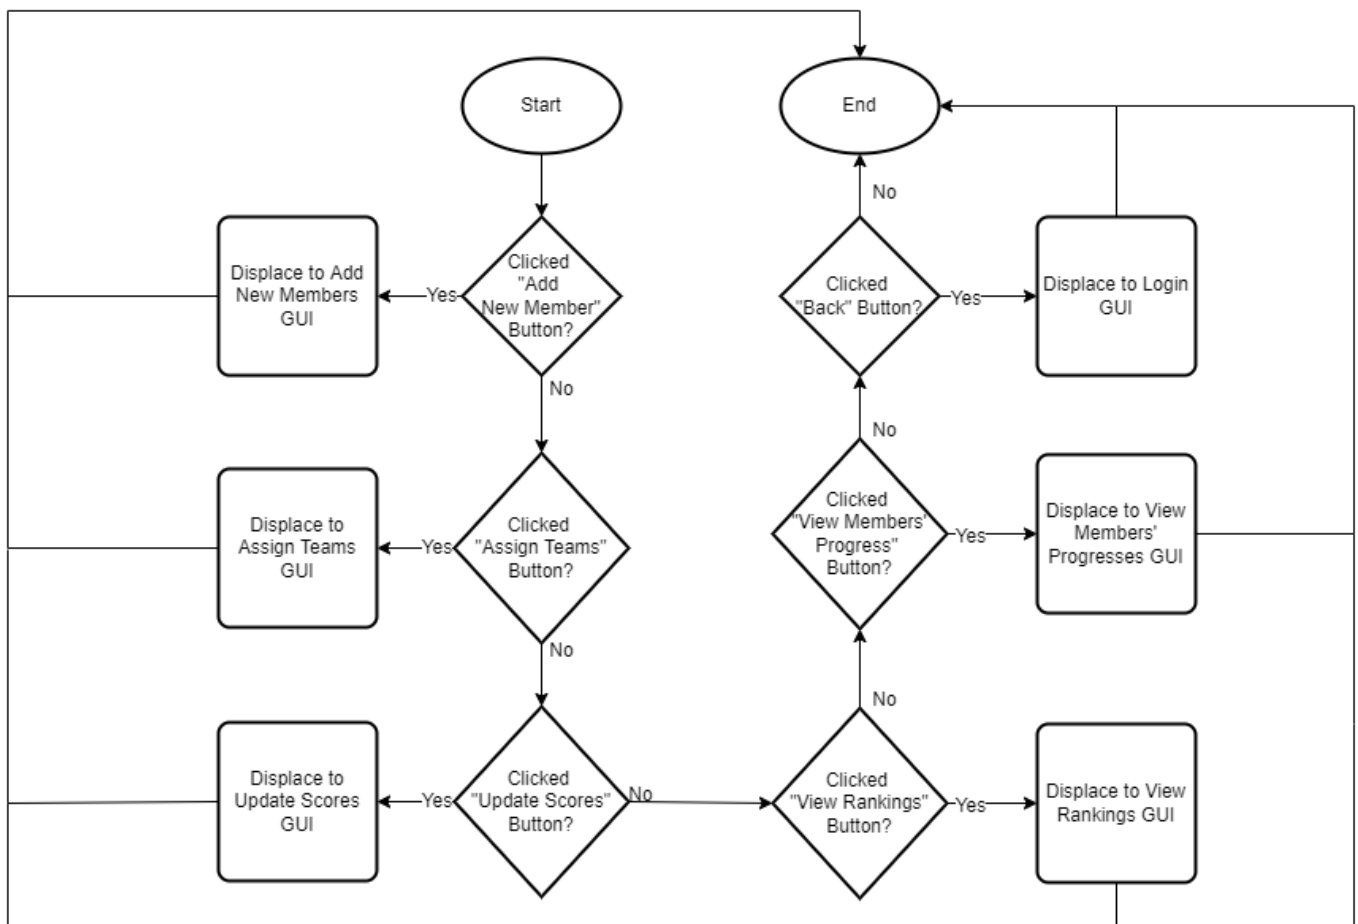 Start
End
No
Clicked
"Add
New Member"
Button?
Yes
Displace to Add
New Members
GUI
Clicked
"Back" Button?
Yes
Displace to Login
GUI
No
No
Clicked
"Assign Teams"
Button?
Yes
Displace to
Assign Teams
GUI
Clicked
"View Members'
Progress"
Button?
Yes
Displace to View
Members'
Progresses GUI
No
No
Clicked
"Update Scores"
Button?
Yes
Displace to
Update Scores
GUI
No
Clicked
"View Rankings"
Button?
Yes
Displace to View
Rankings GUI